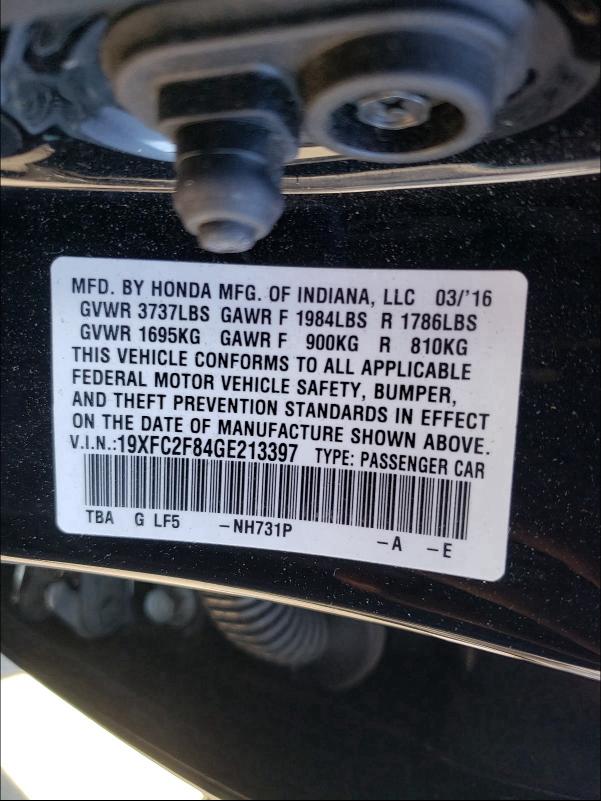 MFD. BY HONDA MFG. OF INDIANA, LLC 03/'16
GVWR 3737LBS GAWR F 1984LBS R 1786LBS
GVWR 1695KG GAWR F 900KG R 810KG
THIS VEHICLE CONFORMS TO ALL APPLICABLE
FEDERAL MOTOR VEHICLE SAFETY, BUMPER,
AND THEFT PREVENTION STANDARDS IN EFFECT
ON THE DATE OF MANUFACTURE SHOWN ABOVE.
V.I.N.:19XFC2F84GE213397 TYPE: PASSENGER CAR
TBA G LF5 -NH731P -A -E